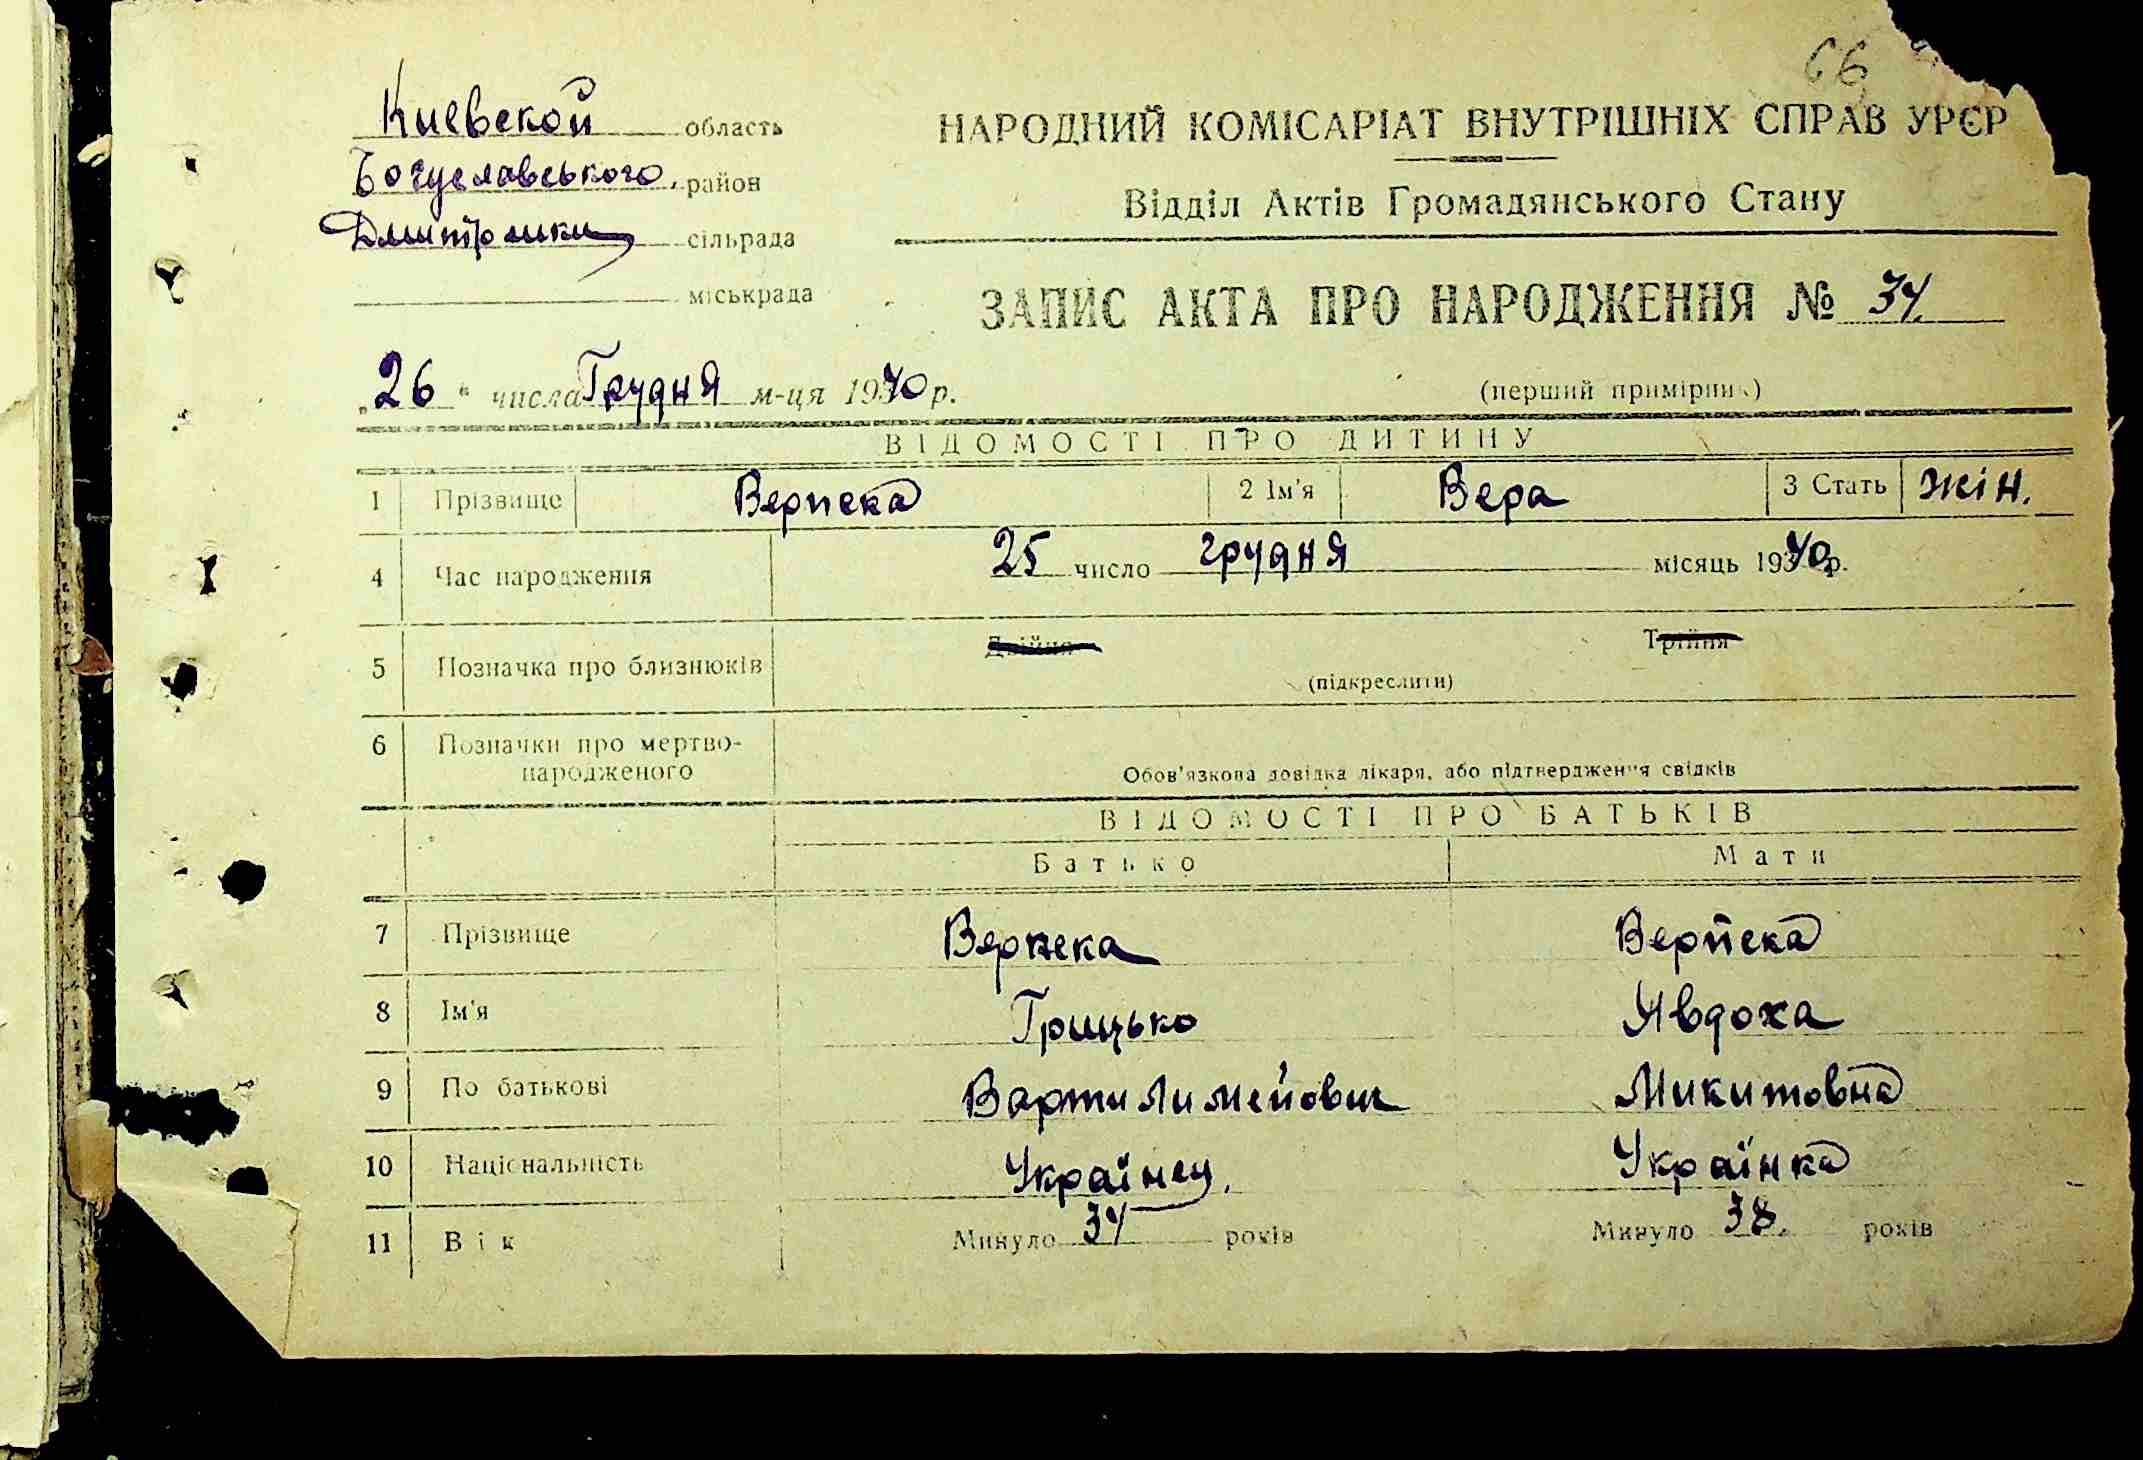 66
Киевской область
Богуславського район
Дмитренки сільрада
міськрада
НАРОДНИЙ КОМІСАРІАТ ВНУТРІШНІХ СПРАВ УРСР
Відділ Актів Громадянського Стану
ЗАПИС АКТА ПРО НАРОДЖЕННЯ № 34
„26" числа Грудня м-ця 1940 р.
(перший примірник)
ВІДОМОСТІ ПРО ДИТИНУ
1 Прізвище Верпека 2 Ім'я Вера 3 Стать жін.
4 Час народження 25 число грудня місяць 1940 р.
5 Позначка про близнюків Двійня Трійня
(підкреслити)
6 Позначки про мертво-
народженого
Обов'язкова довідка лікаря, або підтвердження свідків
ВІДОМОСТІ ПРО БАТЬКІВ
Батько Мати
7 Прізвище Верпека Верпека
8 Ім'я Грицько Явдоха
9 По батькові Вартилимейович Микитовна
10 Національність Українец. Українка
11 Вік Минуло 34 років Минуло 38. років